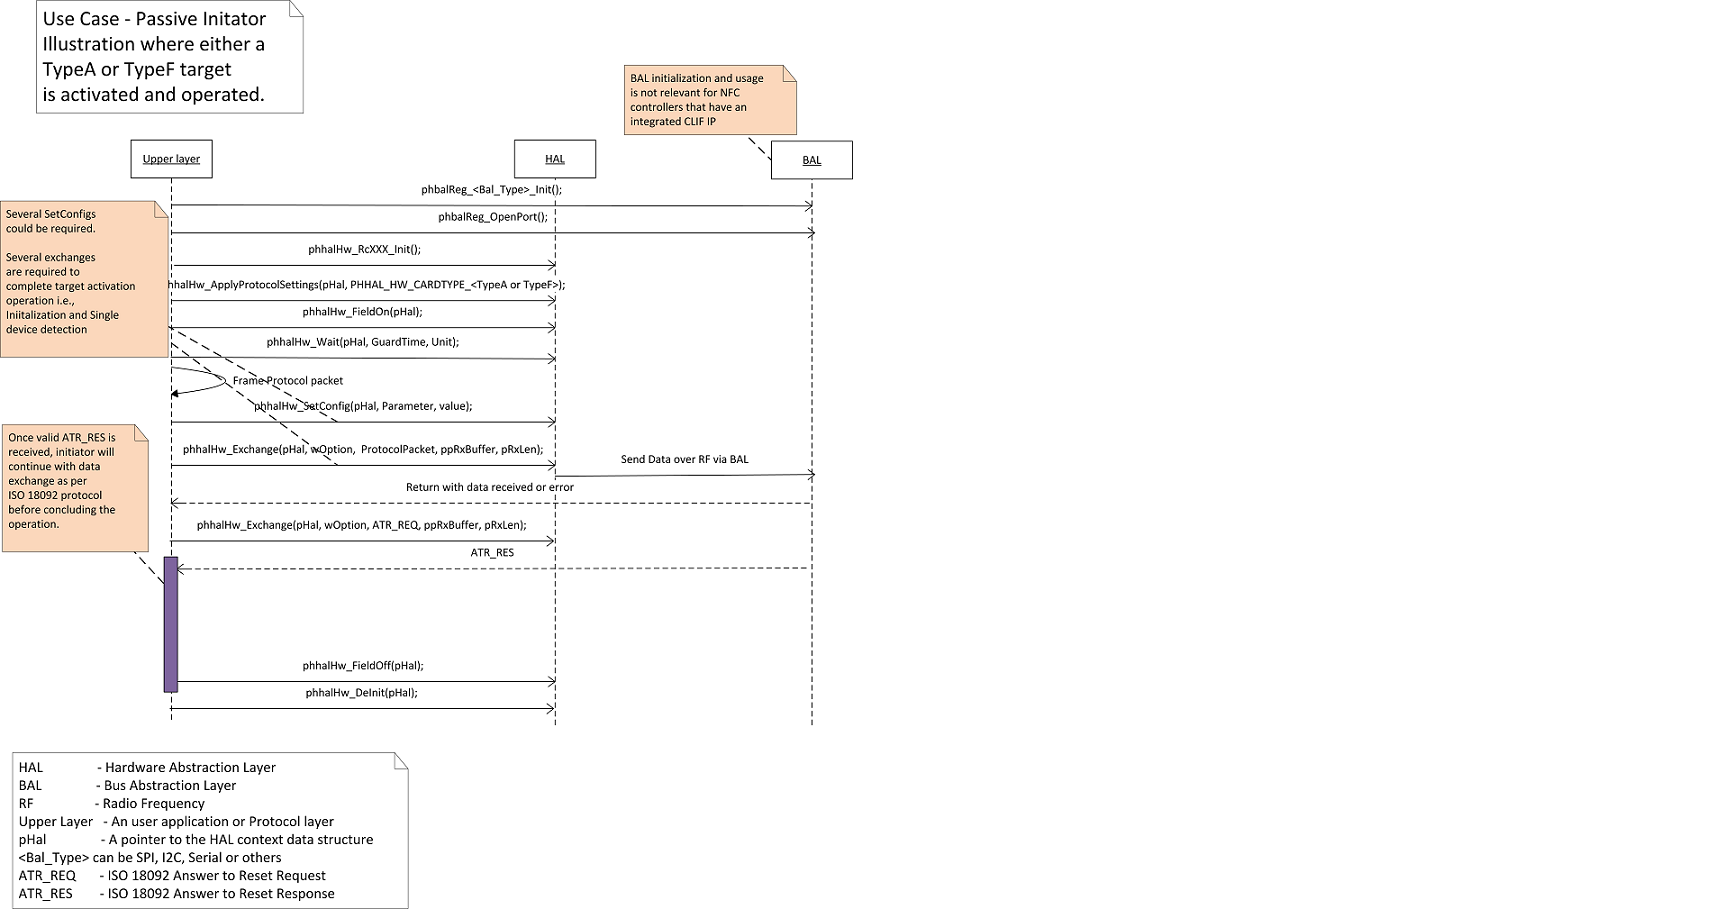 Use Case - Passive Initator
Illustration where either a
TypeA or TypeF target
is activated and operated.
BAL initialization and usage
is not relevant for NFC
controllers that have an
integrated CLIF IP
Upper layer
HAL
BAL
phbalReg_<Bal_Type>_Init();
Several SetConfigs
could be required.
Several exchanges
are required to
complete target activation
operation i.e.,
Iniitalization and Single
device detection
phbalReg_OpenPort();
phhalHw_RcXXX_Init();
hhalHw_ApplyProtocolSettings(pHal, PHHAL_HW_CARDTYPE_<TypeA or TypeF>);
phhalHw_FieldOn(pHal);
phhalHw_Wait(pHal, GuardTime, Unit);
Frame Protocol packet
phhalHw_SetConfig(pHal, Parameter, value);
Once valid ATR_RES is
received, initiator will
continue with data
exchange as per
ISO 18092 protocol
before concluding the
operation.
phhalHw_Exchange(pHal, wOption, ProtocolPacket, ppRxBuffer, pRxLen);
Send Data over RF via BAL
Return with data received or error
phhalHw_Exchange(pHal, wOption, ATR_REQ, ppRxBuffer, pRxLen);
ATR_RES
phhalHw_FieldOff(pHal);
phhalHw_DeInit(pHal);
HAL - Hardware Abstraction Layer
BAL - Bus Abstraction Layer
RF - Radio Frequency
Upper Layer - An user application or Protocol layer
pHal - A pointer to the HAL context data structure
<Bal_Type> can be SPI, I2C, Serial or others
ATR_REQ - ISO 18092 Answer to Reset Request
ATR_RES - ISO 18092 Answer to Reset Response